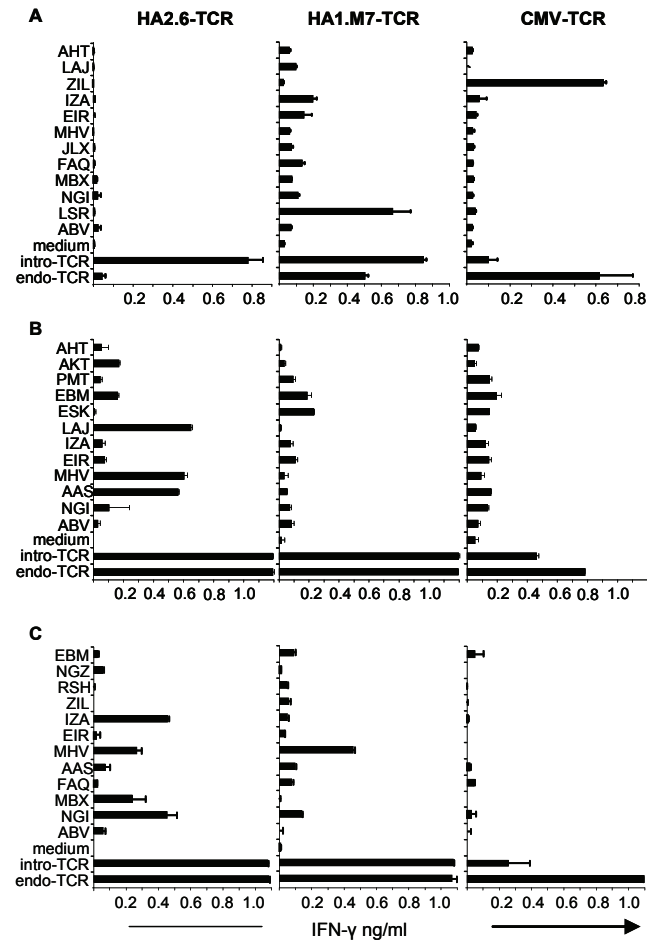 A HA2.6-TCR HA1.M7-TCR CMV-TCR
AHT
LAJ
ZIL
IZA
EIR
MHV
JLX
FAQ
MBX
NGI
LSR
ABV
medium
intro-TCR
endo-TCR
0.2 0.4 0.6 0.8 0.2 0.4 0.6 0.8 1.0 0.2 0.4 0.6 0.8
B
AHT
AKT
PMT
EBM
ESK
LAJ
IZA
EIR
MHV
AAS
NGI
ABV
medium
intro-TCR
endo-TCR
0.2 0.4 0.6 0.8 1.0 0.2 0.4 0.6 0.8 1.0 0.2 0.4 0.6 0.8 1.0
C
EBM
NGZ
RSH
ZIL
IZA
EIR
MHV
AAS
FAQ
MBX
NGI
ABV
medium
intro-TCR
endo-TCR
0.2 0.4 0.6 0.8 1.0 0.2 0.4 0.6 0.8 1.0 0.2 0.4 0.6 0.8 1.0
IFN-γ ng/ml